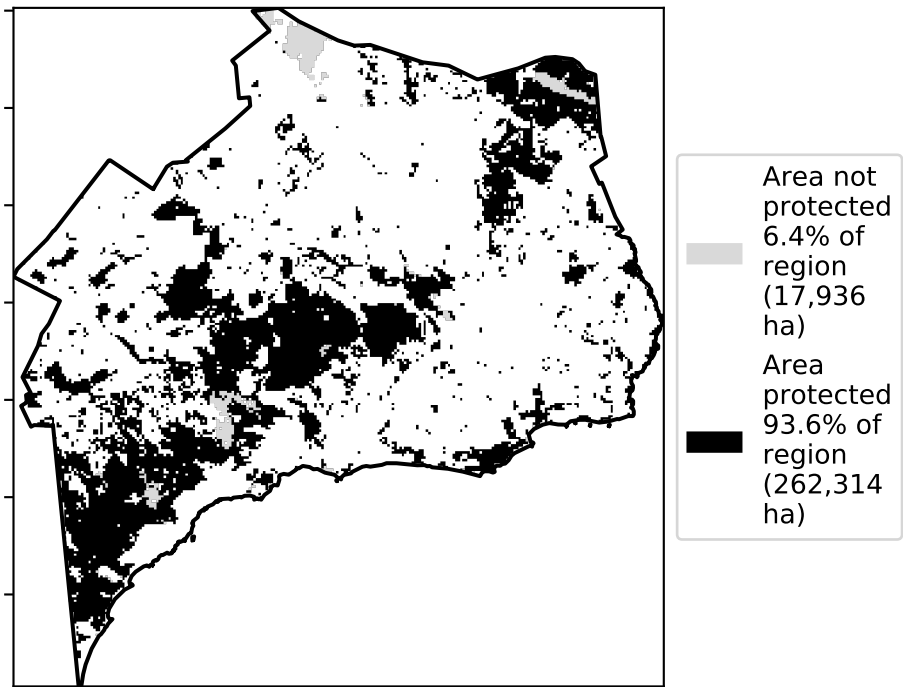 Area not
protected
6.4% of
region
(17,936
ha)
Area
protected
93.6% of
region
(262,314
ha)